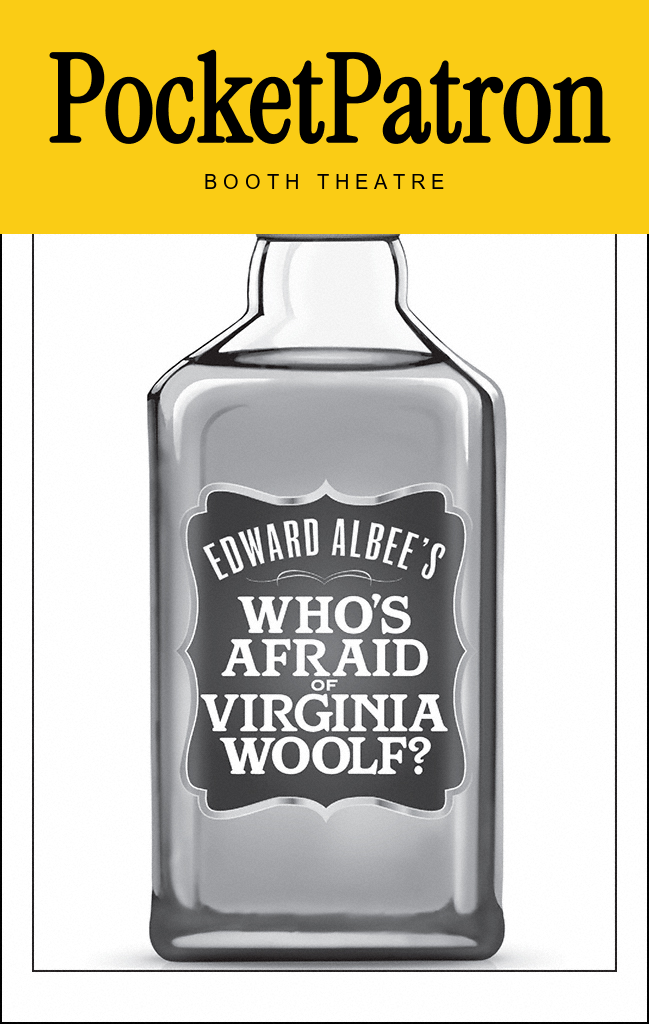 PocketPatron
BOOTH THEATRE
EDWARD ALBEE'S
WHO'S
AFRAID
OF
VIRGINIA
WOOLF?